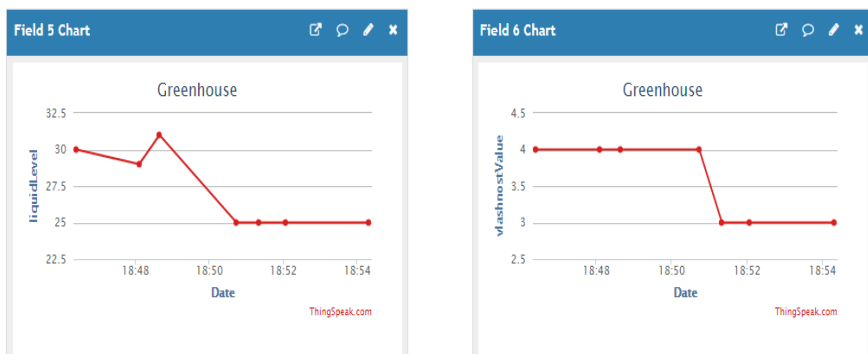 Field 5 Chart
Greenhouse
32.5
30
27.5
25
22.5
liquidLevel
18:48 18:50 18:52 18:54
Date
ThingSpeak.com
Field 6 Chart
Greenhouse
4.5
4
3.5
3
2.5
vlashnostValue
18:48 18:50 18:52 18:54
Date
ThingSpeak.com